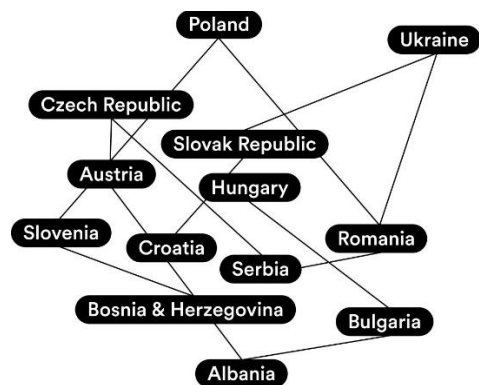 Poland
Ukraine
Czech Republic
Slovak Republic
Austria
Hungary
Slovenia
Croatia
Romania
Serbia
Bosnia & Herzegovina
Bulgaria
Albania